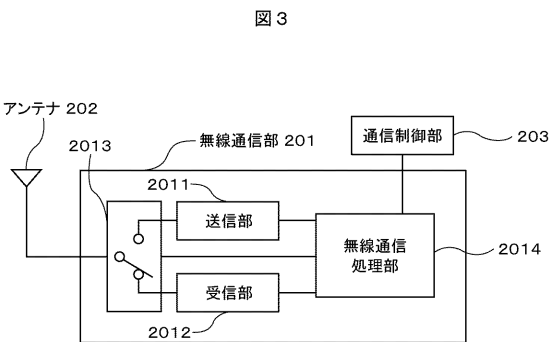 図3
アンテナ 202
2013
無線通信部 201
通信制御部
203
2011
送信部
無線通信
処理部
2014
受信部
2012